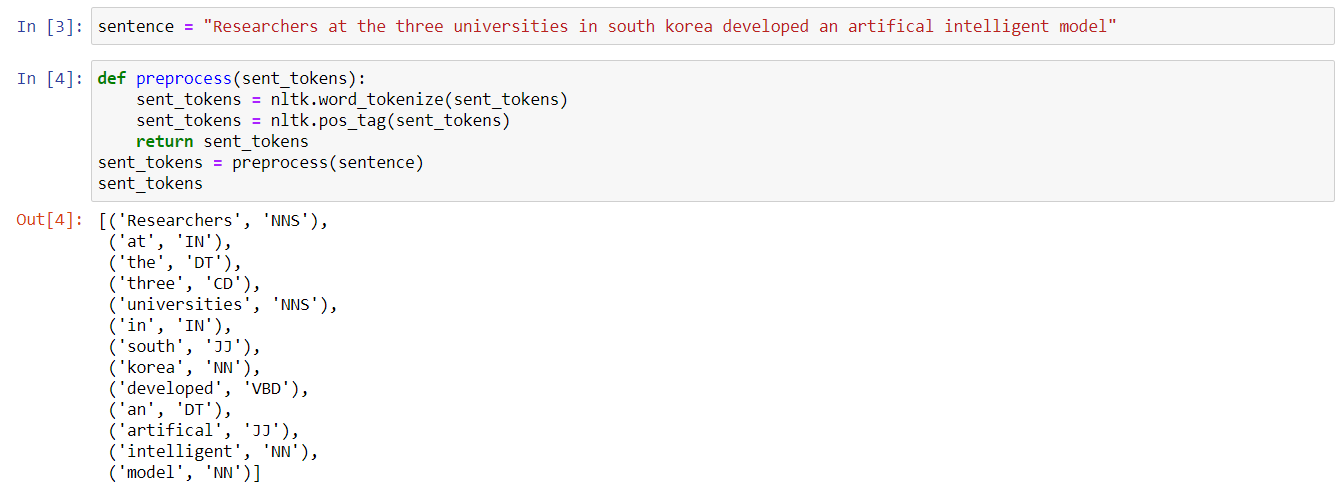 In [3]: sentence = "Researchers at the three universities in south korea developed an artifical intelligent model"
In [4]: def preprocess(sent_tokens):
    sent_tokens = nltk.word_tokenize(sent_tokens)
    sent_tokens = nltk.pos_tag(sent_tokens)
    return sent_tokens
sent_tokens = preprocess(sentence)
sent_tokens
Out[4]: [('Researchers', 'NNS'),
('at', 'IN'),
('the', 'DT'),
('three', 'CD'),
('universities', 'NNS'),
('in', 'IN'),
('south', 'JJ'),
('korea', 'NN'),
('developed', 'VBD'),
('an', 'DT'),
('artifical', 'JJ'),
('intelligent', 'NN'),
('model', 'NN')]